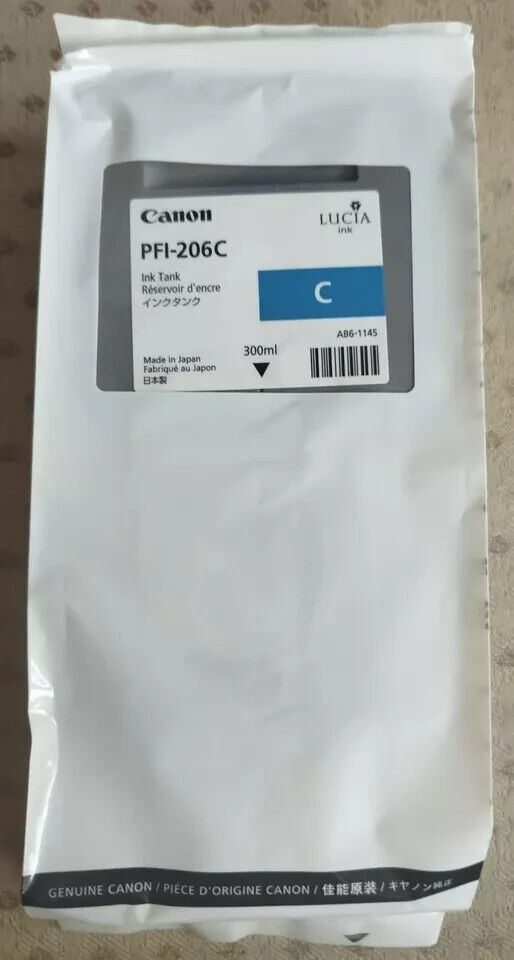 Canon
LUCIA
ink
PFI-206C
Ink Tank
Réservoir d'encre
インクタンク
C
AB6-1145
300ml
Made in Japan
Fabriqué au Japon
日本製
GENUINE CANON / PIÈCE D'ORIGINE CANON / 佳能原装 / キヤノン純正